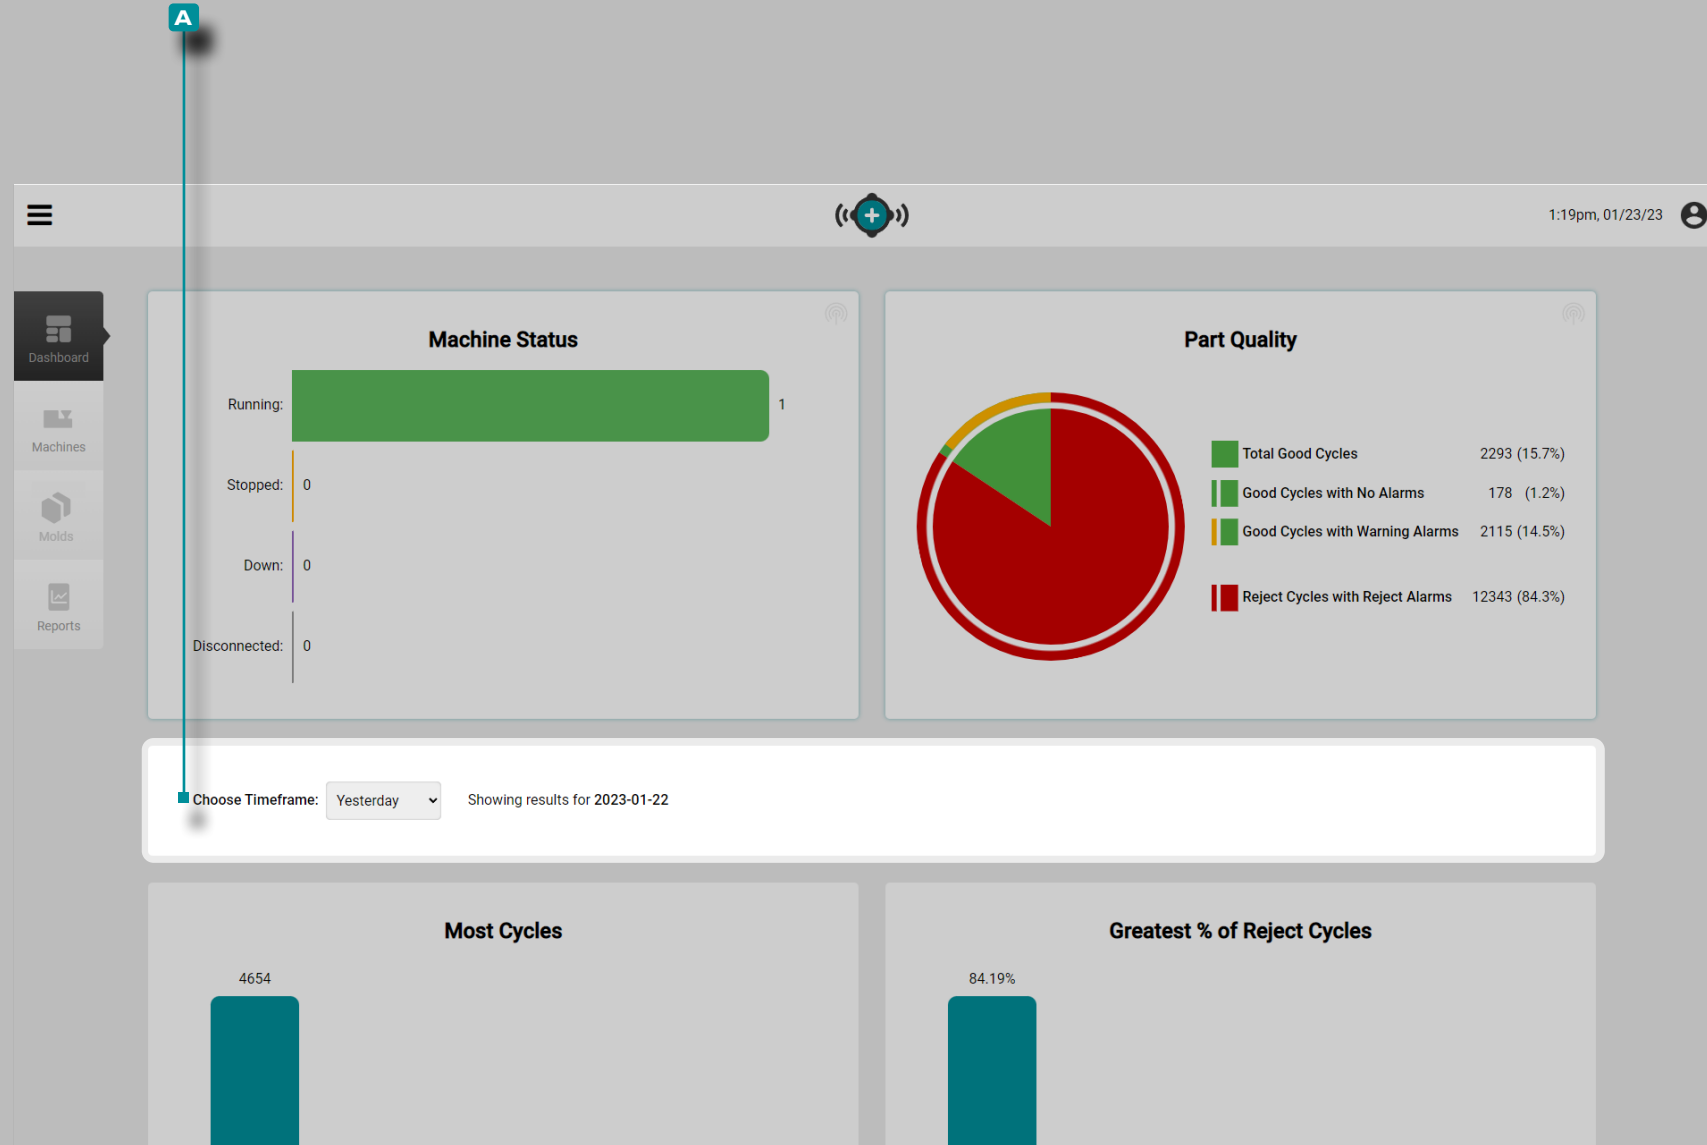 A
1:19pm, 01/23/23
Dashboard
Machines
Molds
Reports
Machine Status
Running: 1
Stopped: 0
Down: 0
Disconnected: 0
Part Quality
Total Good Cycles 2293 (15.7%)
Good Cycles with No Alarms 178 (1.2%)
Good Cycles with Warning Alarms 2115 (14.5%)
Reject Cycles with Reject Alarms 12343 (84.3%)
Choose Timeframe: Yesterday Showing results for 2023-01-22
Most Cycles
4654
Greatest % of Reject Cycles
84.19%